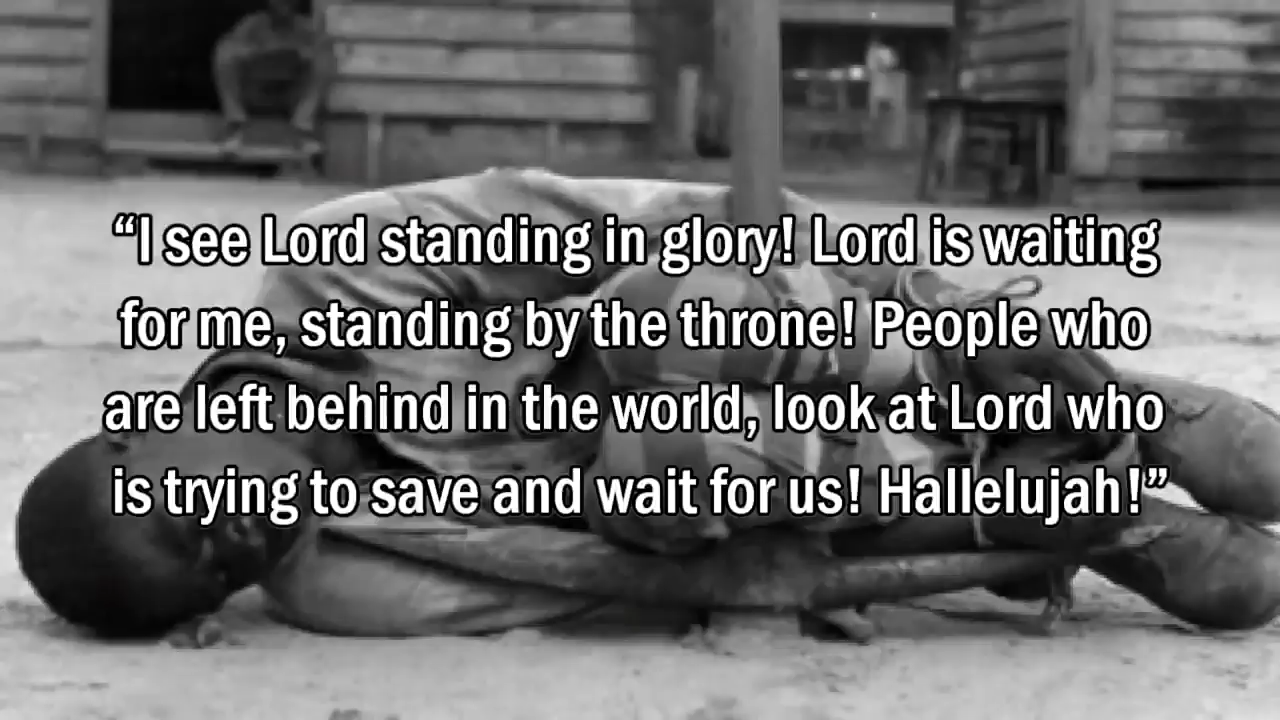 “I see Lord standing in glory! Lord is waiting
for me, standing by the throne! People who
are left behind in the world, look at Lord who
is trying to save and wait for us! Hallelujah!”